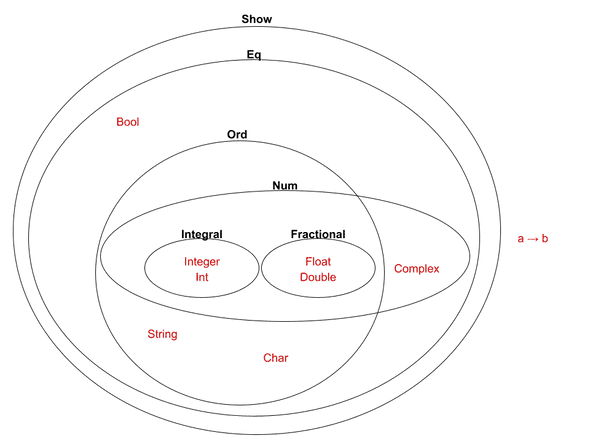 Show
Eq
Bool
Ord
Num
Integral
Fractional
a → b
Integer
Float
Complex
Int
Double
String
Char